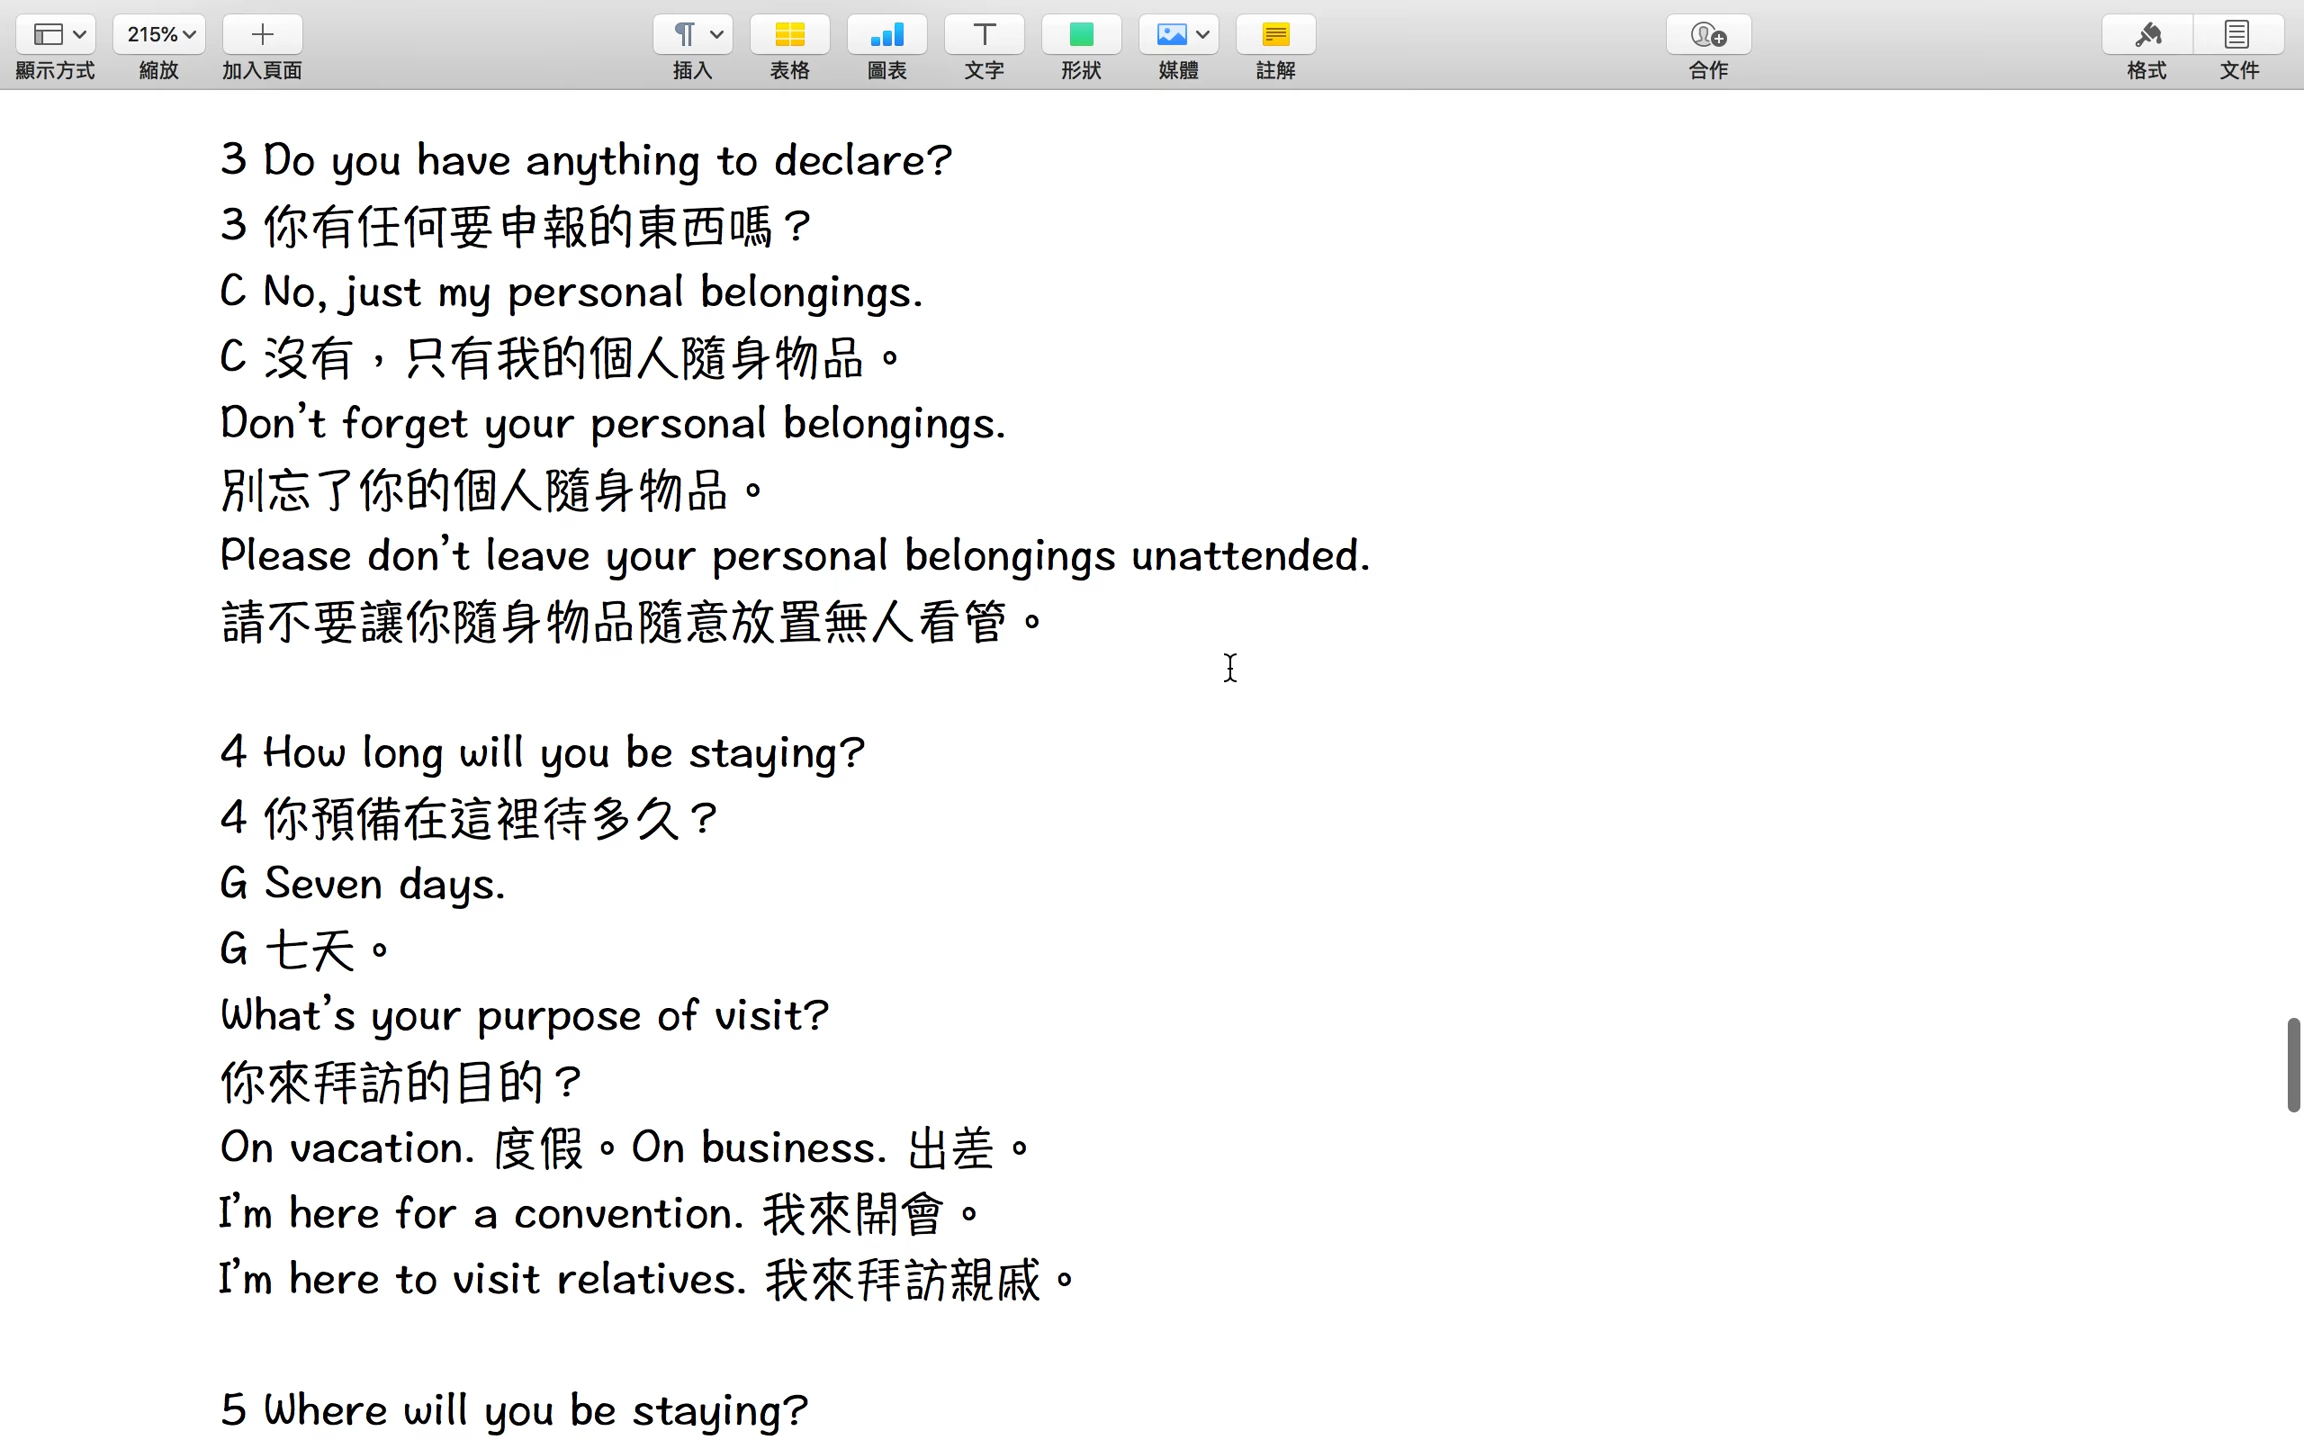 215%
顯示方式
縮放
加入頁面
插入
表格
圖表
文字
形狀
媒體
註解
合作
格式
文件
3 Do you have anything to declare?
3 你有任何要申報的東西嗎？
C No, just my personal belongings.
C 沒有，只有我的個人隨身物品。
Don’t forget your personal belongings.
別忘了你的個人隨身物品。
Please don’t leave your personal belongings unattended.
請不要讓你隨身物品隨意放置無人看管。
4 How long will you be staying?
4 你預備在這裡待多久？
G Seven days.
G 七天。
What’s your purpose of visit?
你來拜訪的目的？
On vacation. 度假。On business. 出差。
I’m here for a convention. 我來開會。
I’m here to visit relatives. 我來拜訪親戚。
5 Where will you be staying?